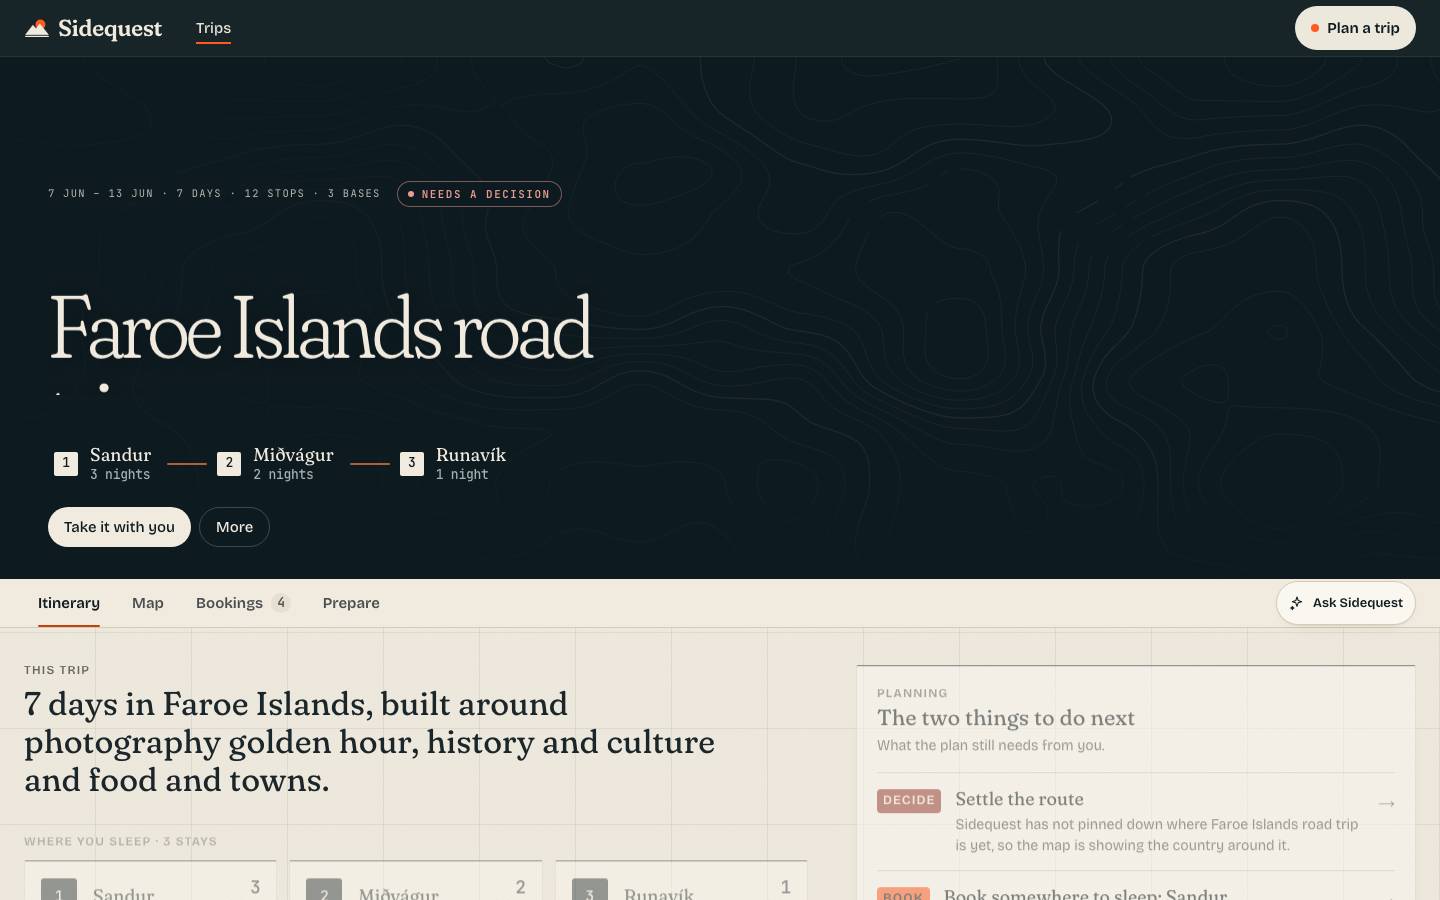 Sidequest
Trips
Plan a trip
7 JUN – 13 JUN · 7 DAYS · 12 STOPS · 3 BASES
NEEDS A DECISION
Faroe Islands road
1 Sandur
3 nights
2 Miðvágur
2 nights
3 Runavík
1 night
Take it with you
More
Itinerary
Map
Bookings 4
Prepare
Ask Sidequest
THIS TRIP
7 days in Faroe Islands, built around
photography golden hour, history and culture
and food and towns.
WHERE YOU SLEEP · 3 STAYS
1 Sandur 3
2 Miðvágur 2
3 Runavík 1
PLANNING
The two things to do next
What the plan still needs from you.
DECIDE
Settle the route →
Sidequest has not pinned down where Faroe Islands road trip
is yet, so the map is showing the country around it.
BOOK
Book somewhere to sleep: Sandur